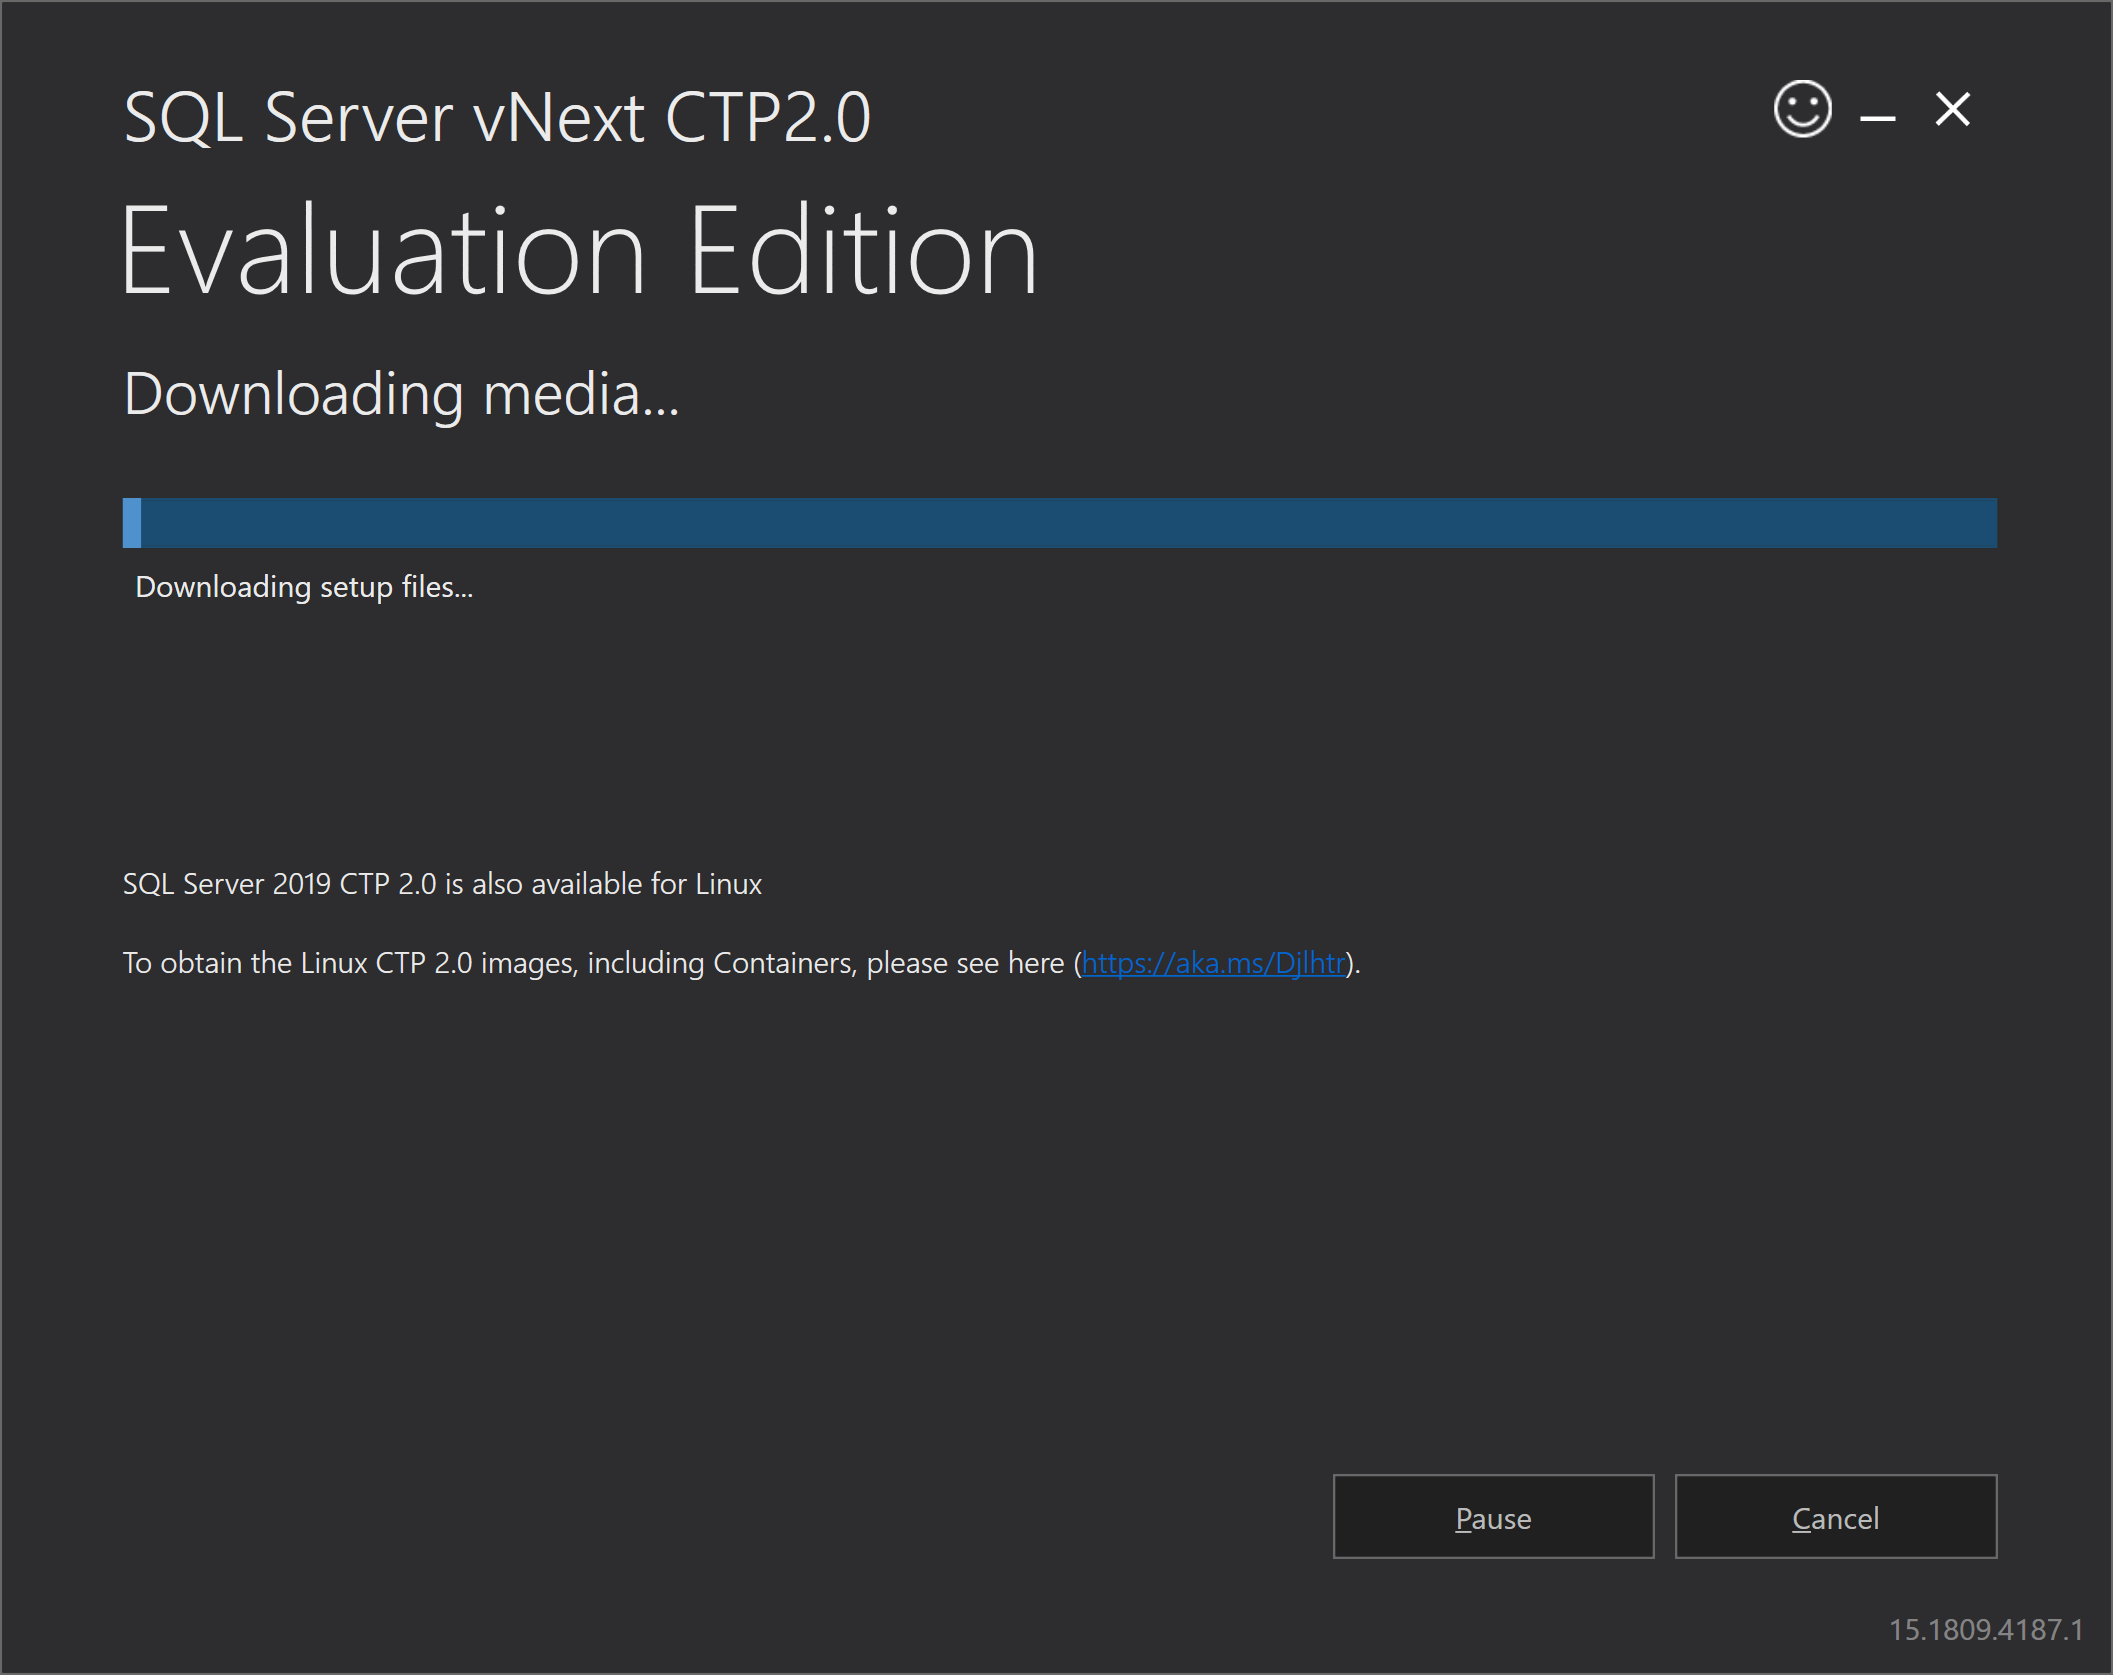 SQL Server vNext CTP2.0
Evaluation Edition
Downloading media...
Downloading setup files...
SQL Server 2019 CTP 2.0 is also available for Linux
To obtain the Linux CTP 2.0 images, including Containers, please see here (https://aka.ms/Djlhtr).
Pause
Cancel
15.1809.4187.1